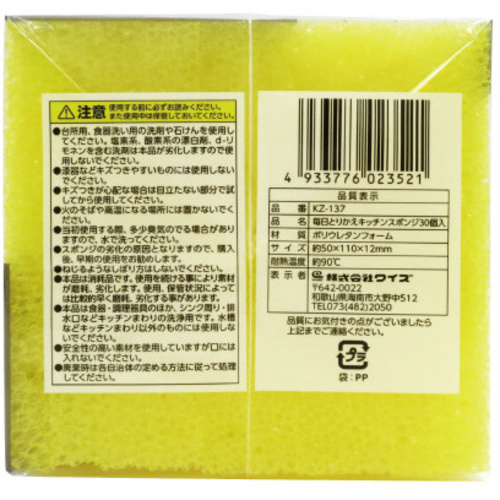 注意 使用する前に必ずお読みください。
また使用中は保管しておいてください。
●台所用、食器洗い用の洗剤や石けんを使用し
てください。塩素系、酸素系の漂白剤、d-リ
モネンを含む洗剤は本品が劣化しますので使
用しないでください。
●漆器などキズつきやすいものには使用しない
でください。
●キズつきが心配な場合は目立たない部分で試
してから使用してください。
●火のそばや高温になる場所には置かないでく
ださい。
●当初使用する際、多少臭気のでる場合があり
ますので、水で洗ってください。
●スポンジの劣化の原因となりますので、購入
後、早期の使用をお勧めします。
●ねじるようなしぼり方はしないでください。
●本品は消耗品です。使用を続ける事により素材
が磨耗、劣化します。使用、保管状況によって
は比較的早く磨耗、劣化する事があります。
●本品は食器・調理器具のほか、シンク周り・排
水口などキッチンまわりの洗浄用です。水槽
などキッチンまわり以外のものには使用しな
いでください。
●安全性の高い素材を使用していますが口には
入れないでください。
●廃棄時は各自治体の定める方法に従って処理
してください。
4 933776 023521
品質表示
品番 KZ-137
品名 毎日とりかえキッチンスポンジ30個入
材質 ポリウレタンフォーム
サイズ 約50×110×12mm
耐熱温度 約90℃
表示者 株式会社ワイズ
〒642-0022
和歌山県海南市大野中512
TEL073(482)2050
品質にお気付きの点がございましたら
上記までご連絡ください。
プラ
袋：PP